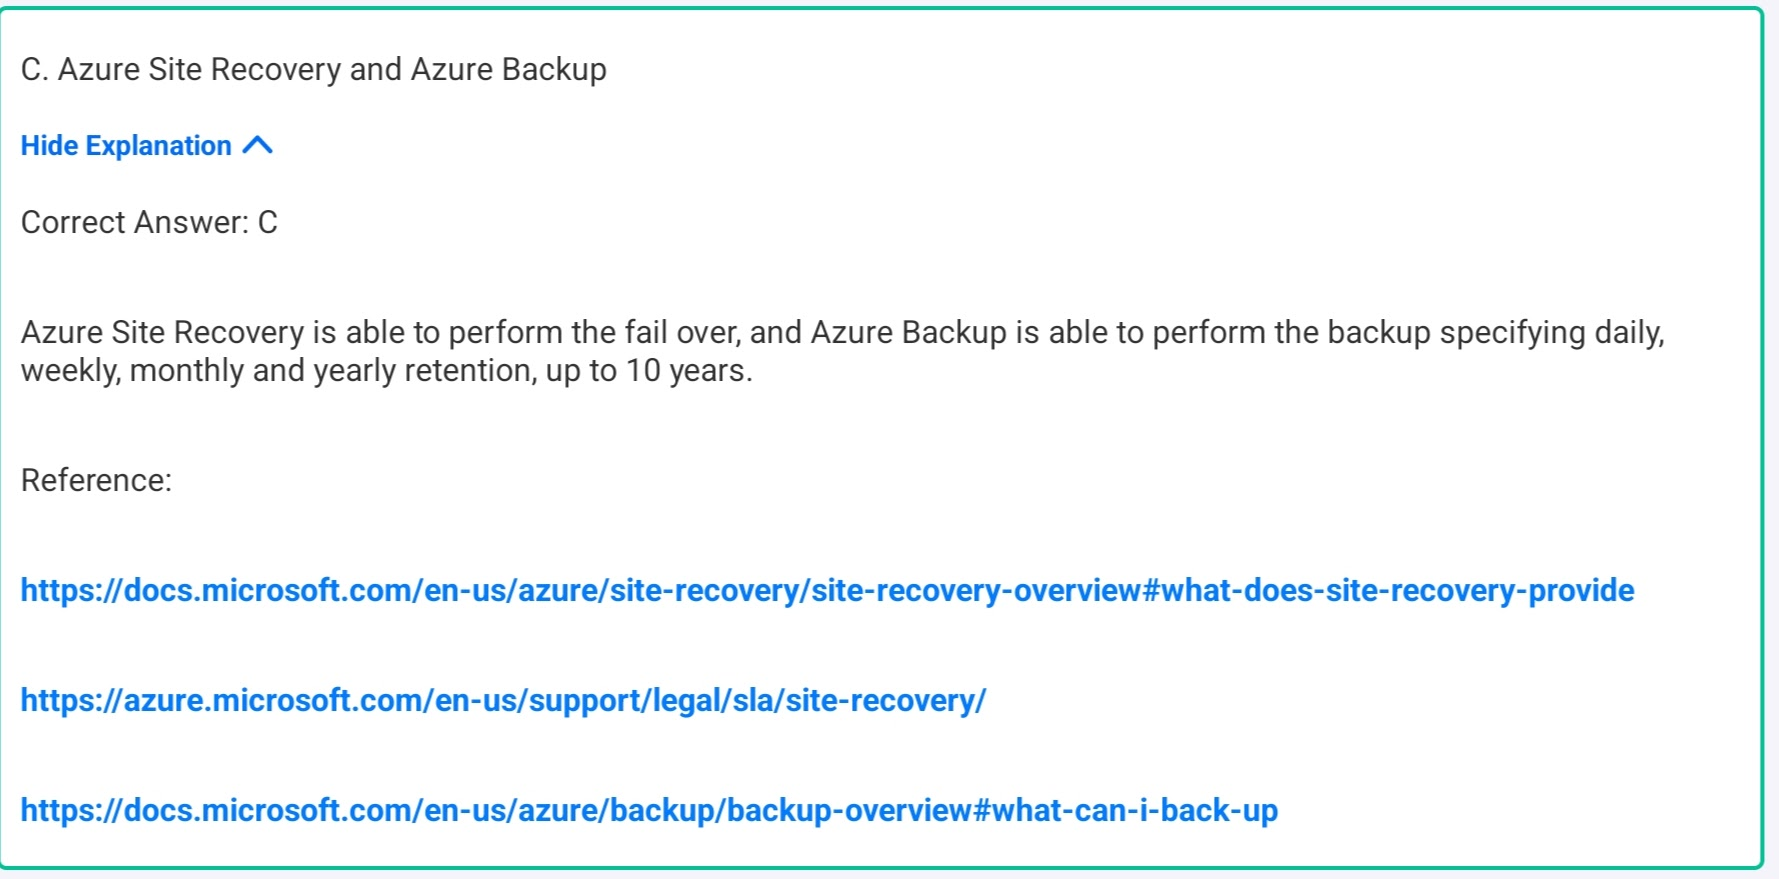 C. Azure Site Recovery and Azure Backup
Hide Explanation
Correct Answer: C
Azure Site Recovery is able to perform the fail over, and Azure Backup is able to perform the backup specifying daily,
weekly, monthly and yearly retention, up to 10 years.
Reference:
https://docs.microsoft.com/en-us/azure/site-recovery/site-recovery-overview#what-does-site-recovery-provide
https://azure.microsoft.com/en-us/support/legal/sla/site-recovery/
https://docs.microsoft.com/en-us/azure/backup/backup-overview#what-can-i-back-up